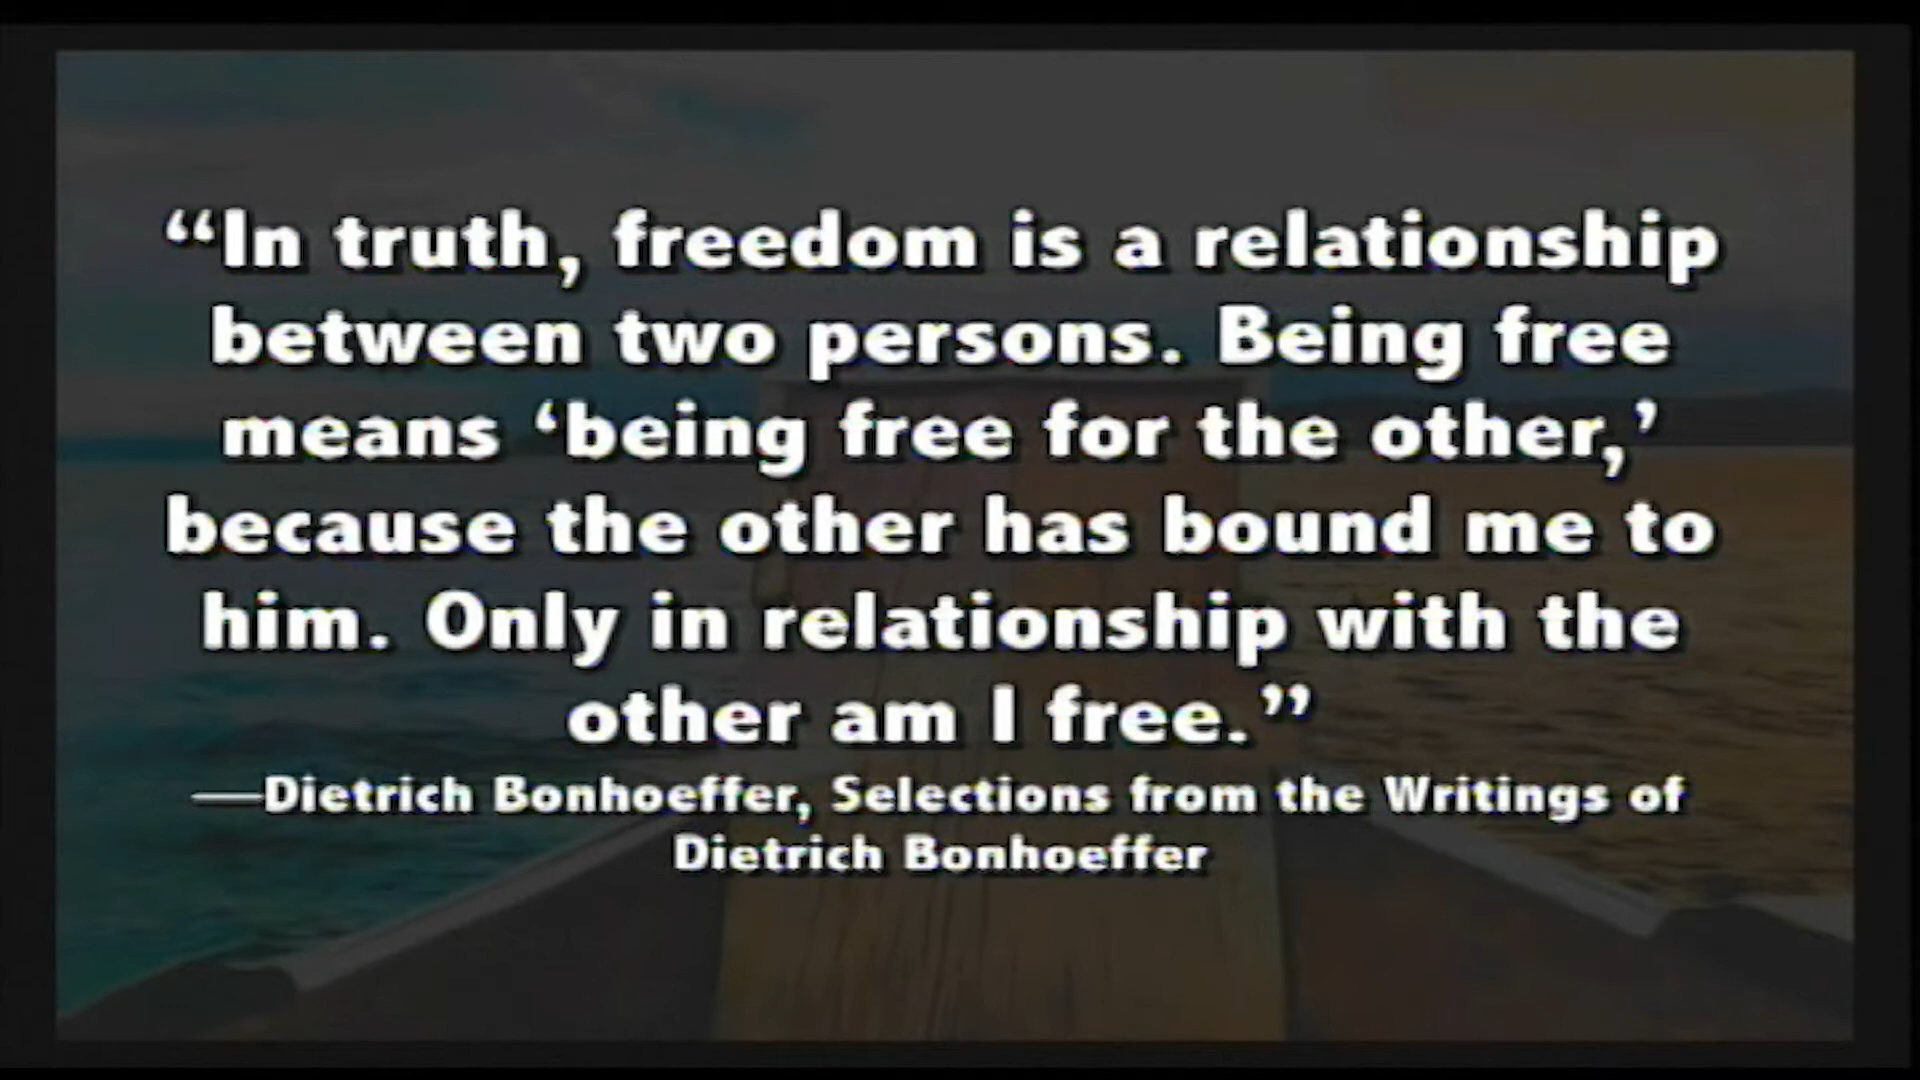 “In truth, freedom is a relationship
between two persons. Being free
means ‘being free for the other,’
because the other has bound me to
him. Only in relationship with the
other am I free.”
—Dietrich Bonhoeffer, Selections from the Writings of
Dietrich Bonhoeffer